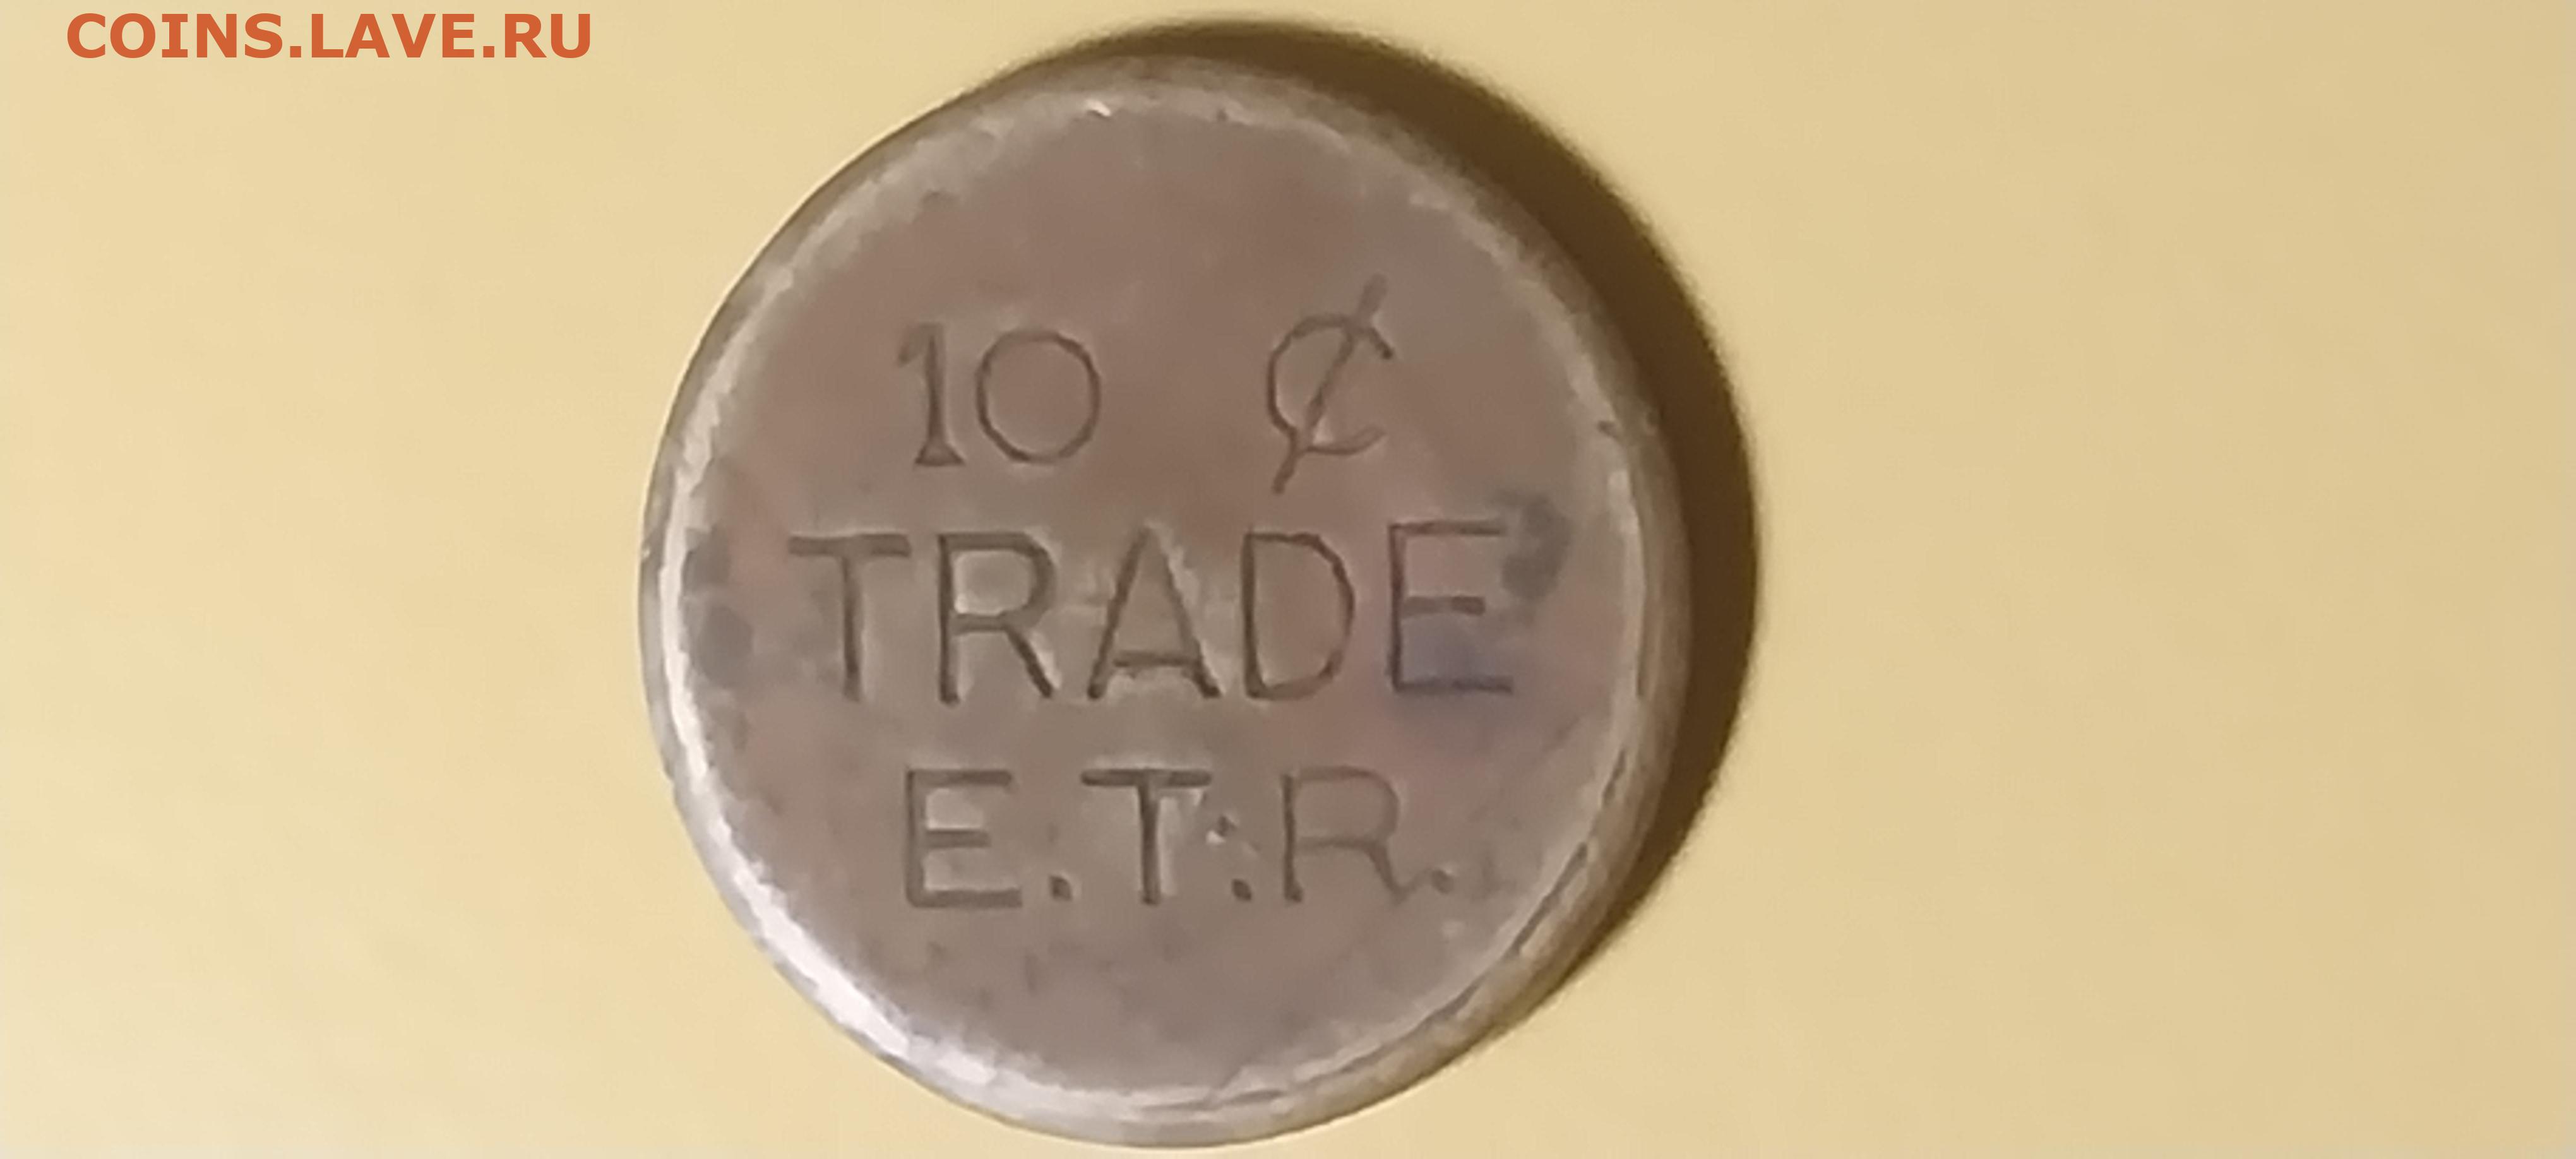 COINS.LAVE.RU
10 ¢
TRADE
E.T.R.